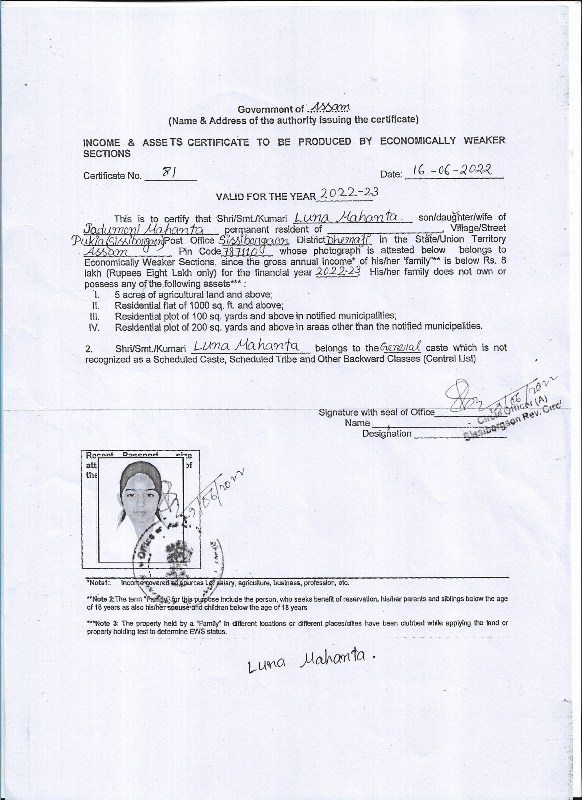 Government of Assam
(Name & Address of the authority issuing the certificate)
INCOME & ASSETS CERTIFICATE TO BE PRODUCED BY ECONOMICALLY WEAKER
SECTIONS
Certificate No. 81 Date: 16-06-2022
VALID FOR THE YEAR 2022-23
This is to certify that Shri/Smt./Kumari Luna Mahanta son/daughter/wife of
Jadumoni Mahanta permanent resident of , Village/Street
Post Office Sissiborgaon District Dhemaji in the State/Union Territory
Assam Pin Code whose photograph is attested below belongs to
Economically Weaker Sections, since the gross annual income* of his/her 'family"** is below Rs. 8
lakh (Rupees Eight Lakh only) for the financial year 2022-23 His/her family does not own or
possess any of the following assets*** :
I. 5 acres of agricultural land and above;
II. Residential flat of 1000 sq. ft. and above;
III. Residential plot of 100 sq. yards and above in notified municipalities;
IV. Residential plot of 200 sq. yards and above in areas other than the notified municipalities.
2. Shri/Smt./Kumari Luna Mahanta belongs to the General caste which is not
recognized as a Scheduled Caste, Scheduled Tribe and Other Backward Classes (Central List)
Signature with seal of Office
Name
Designation
Circle Officer (A)
Sissiborgaon Rev. Circl
Recent Passport size
att of
the
Office of
*Note1: Income covered all sources i.e. salary, agriculture, business, profession, etc.
**Note 2:The term "Family" for this purpose include the person, who seeks benefit of reservation, his/her parents and siblings below the age
of 18 years as also his/her spouse and children below the age of 18 years
***Note 3: The property held by a "Family" in different locations or different places/cities have been clubbed while applying the land or
property holding test to determine EWS status.
Luna Mahanta.